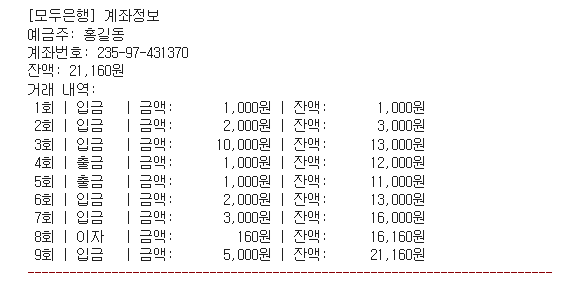 [모두은행] 계좌정보
예금주: 홍길동
계좌번호: 235-97-431370
잔액: 21,160원
거래 내역:
1회 | 입금 | 금액: 1,000원 | 잔액: 1,000원
2회 | 입금 | 금액: 2,000원 | 잔액: 3,000원
3회 | 입금 | 금액: 10,000원 | 잔액: 13,000원
4회 | 출금 | 금액: 1,000원 | 잔액: 12,000원
5회 | 출금 | 금액: 1,000원 | 잔액: 11,000원
6회 | 입금 | 금액: 2,000원 | 잔액: 13,000원
7회 | 입금 | 금액: 3,000원 | 잔액: 16,000원
8회 | 이자 | 금액: 160원 | 잔액: 16,160원
9회 | 입금 | 금액: 5,000원 | 잔액: 21,160원